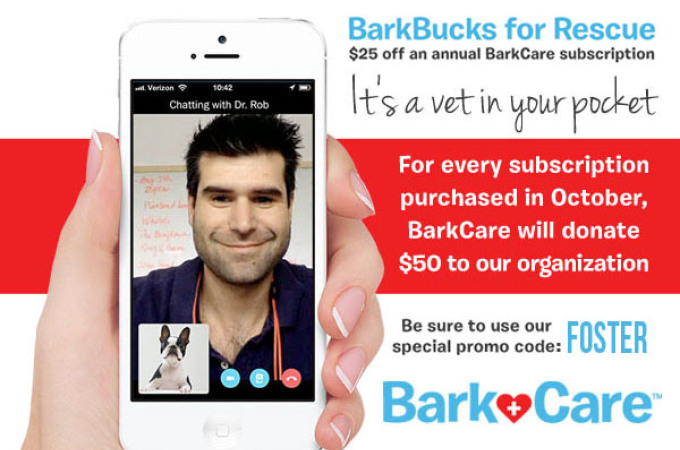 BarkBucks for Rescue
$25 off an annual BarkCare subscription
It's a vet in your pocket
Verizon 10:42
Chatting with Dr. Rob
For every subscription
purchased in October,
BarkCare will donate
$50 to our organization
Be sure to use our
special promo code: FOSTER
BarkCare™